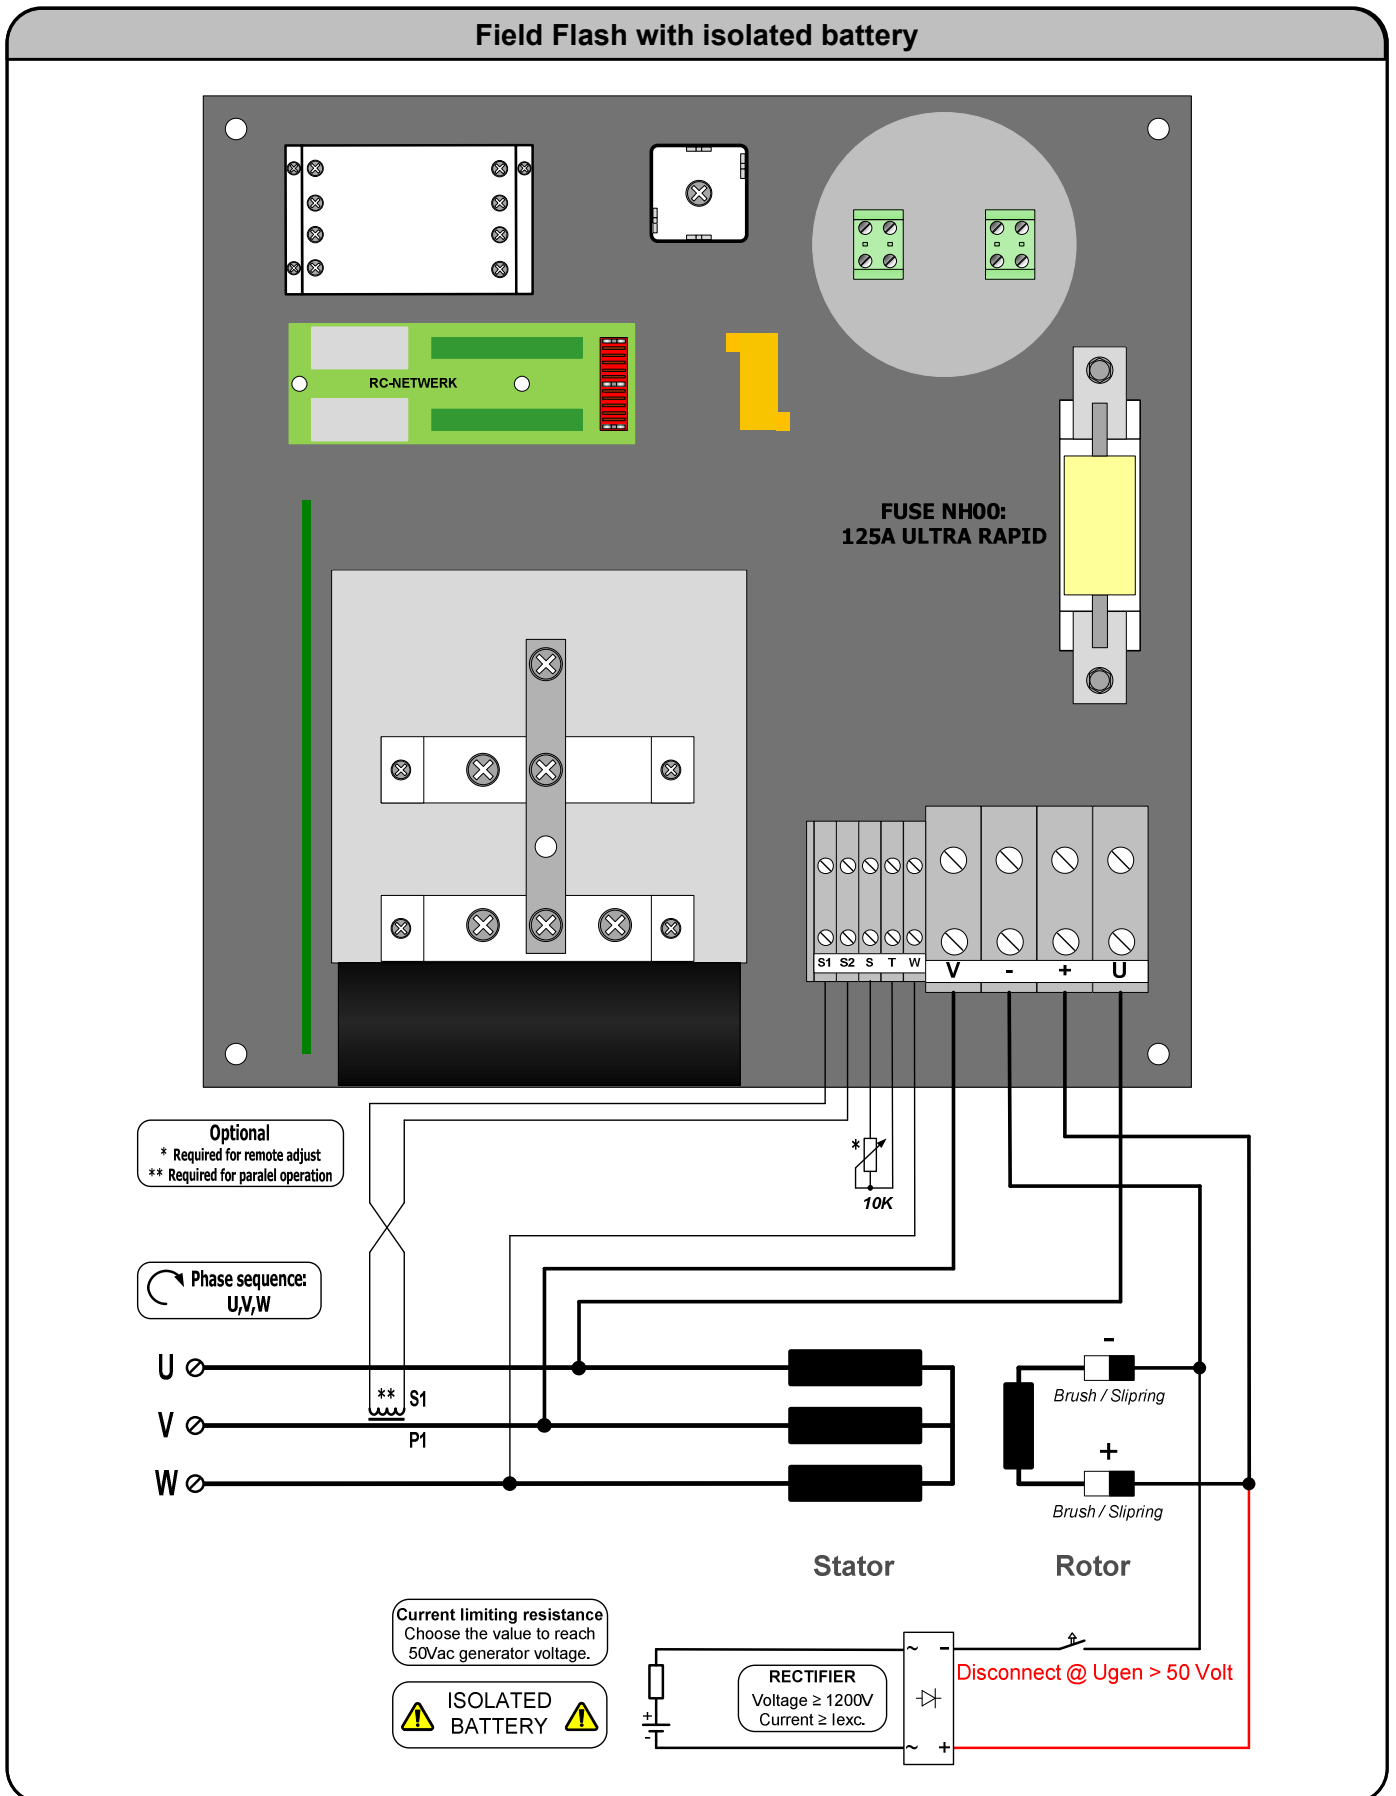 Field Flash with isolated battery
RC-NETWERK
FUSE NH00:
125A ULTRA RAPID
S1 S2 S T W V - + U
Optional
* Required for remote adjust
** Required for paralel operation
*
10K
Phase sequence:
U,V,W
U
V
W
** S1
P1
-
Brush / Slipring
+
Brush / Slipring
Stator
Rotor
Current limiting resistance
Choose the value to reach
50Vac generator voltage.
ISOLATED
BATTERY
+
-
RECTIFIER
Voltage ≥ 1200V
Current ≥ Iexc.
~ -
~ +
Disconnect @ Ugen > 50 Volt